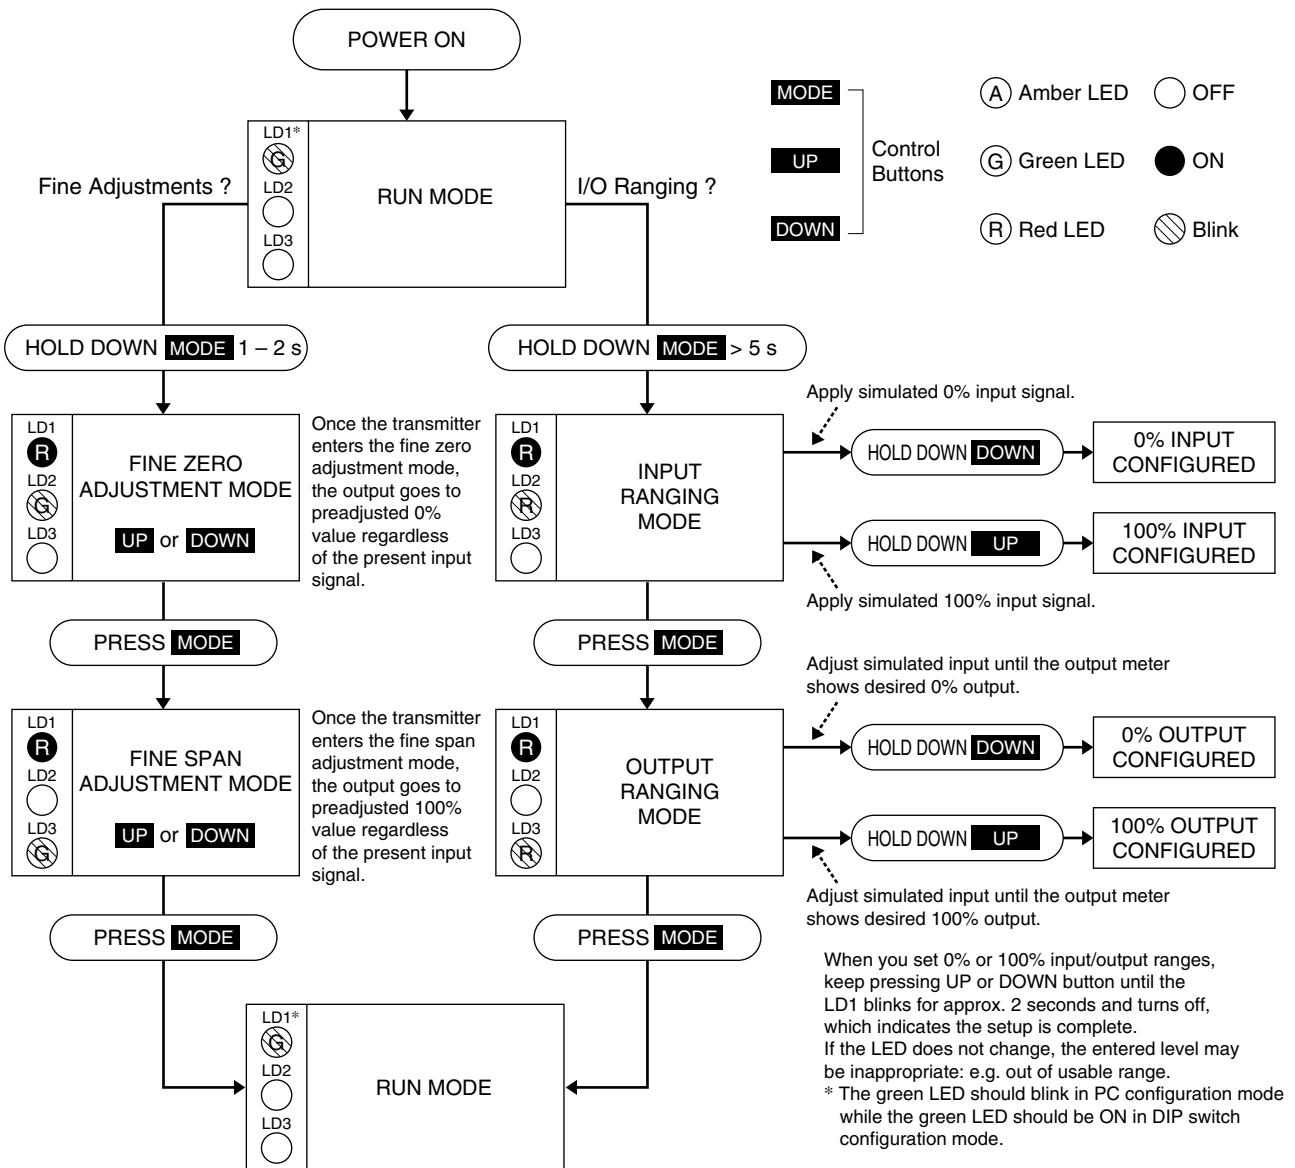 POWER ON
MODE
UP
DOWN
Control
Buttons
A Amber LED
OFF
G Green LED
ON
R Red LED
Blink
LD1*
G
LD2
LD3
RUN MODE
Fine Adjustments ?
I/O Ranging ?
HOLD DOWN MODE 1 – 2 s
HOLD DOWN MODE > 5 s
LD1
R
LD2
G
LD3
FINE ZERO
ADJUSTMENT MODE
UP or DOWN
Once the transmitter
enters the fine zero
adjustment mode,
the output goes to
preadjusted 0%
value regardless
of the present input
signal.
LD1
R
LD2
R
LD3
INPUT
RANGING
MODE
Apply simulated 0% input signal.
HOLD DOWN DOWN
0% INPUT
CONFIGURED
HOLD DOWN UP
100% INPUT
CONFIGURED
Apply simulated 100% input signal.
PRESS MODE
PRESS MODE
LD1
R
LD2
LD3
G
FINE SPAN
ADJUSTMENT MODE
UP or DOWN
Once the transmitter
enters the fine span
adjustment mode,
the output goes to
preadjusted 100%
value regardless
of the present input
signal.
LD1
R
LD2
LD3
R
OUTPUT
RANGING
MODE
Adjust simulated input until the output meter
shows desired 0% output.
HOLD DOWN DOWN
0% OUTPUT
CONFIGURED
HOLD DOWN UP
100% OUTPUT
CONFIGURED
Adjust simulated input until the output meter
shows desired 100% output.
PRESS MODE
PRESS MODE
LD1*
G
LD2
LD3
RUN MODE
When you set 0% or 100% input/output ranges,
keep pressing UP or DOWN button until the
LD1 blinks for approx. 2 seconds and turns off,
which indicates the setup is complete.
If the LED does not change, the entered level may
be inappropriate: e.g. out of usable range.
* The green LED should blink in PC configuration mode
while the green LED should be ON in DIP switch
configuration mode.